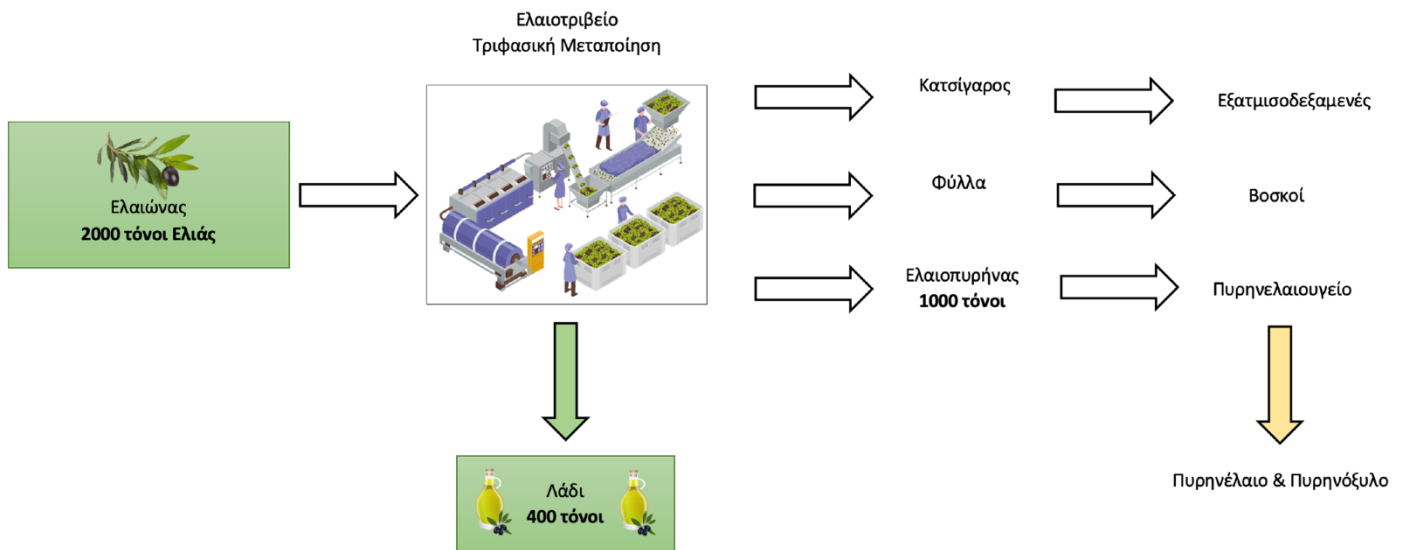 Ελαιοτριβείο
Τριφασική Μεταποίηση
Κατσίγαρος
Εξατμισοδεξαμενές
Ελαιώνας
2000 τόνοι Ελιάς
Φύλλα
Βοσκοί
Ελαιοπυρήνας
1000 τόνοι
Πυρηνελαιουγείο
Λάδι
400 τόνοι
Πυρηνέλαιο & Πυρηνόξυλο